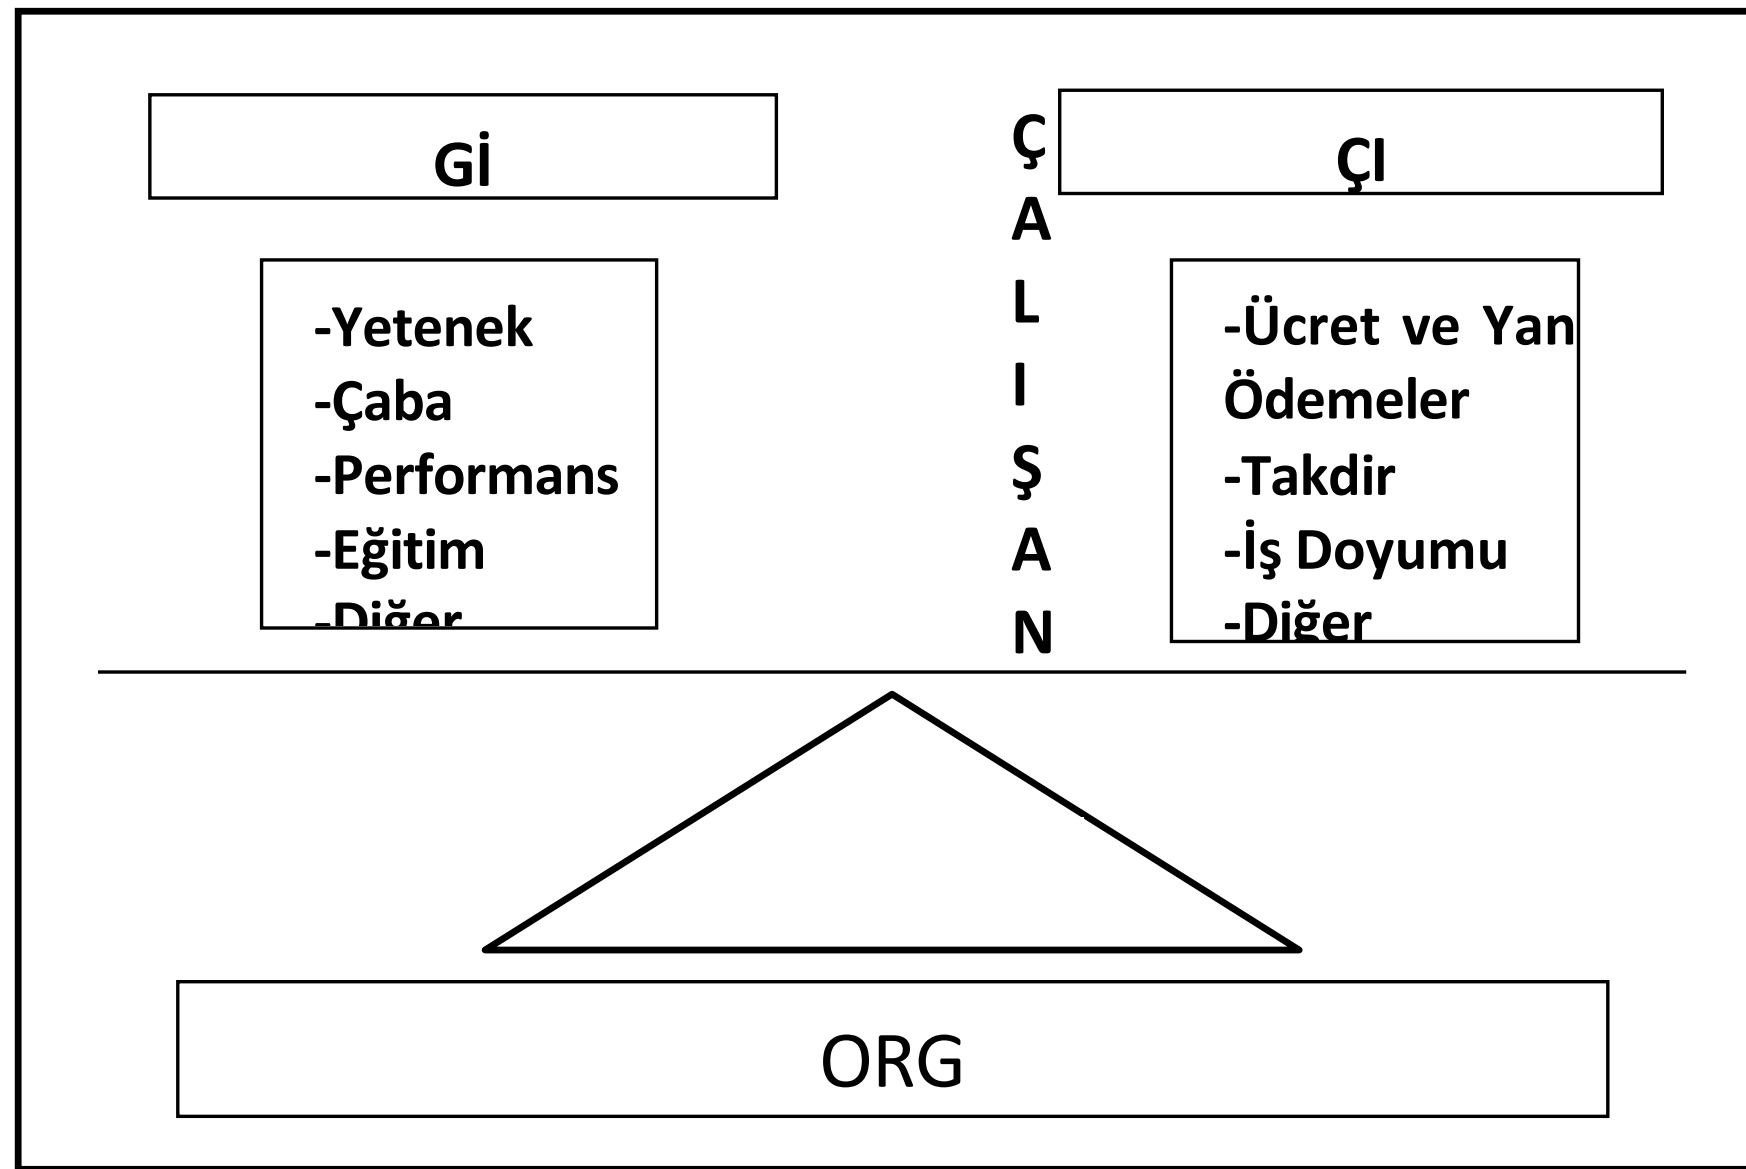 Gİ
-Yetenek
-Çaba
-Performans
-Eğitim
-Diğer
Ç
A
L
I
Ş
A
N
ÇI
-Ücret ve Yan
Ödemeler
-Takdir
-İş Doyumu
-Diğer
ORG